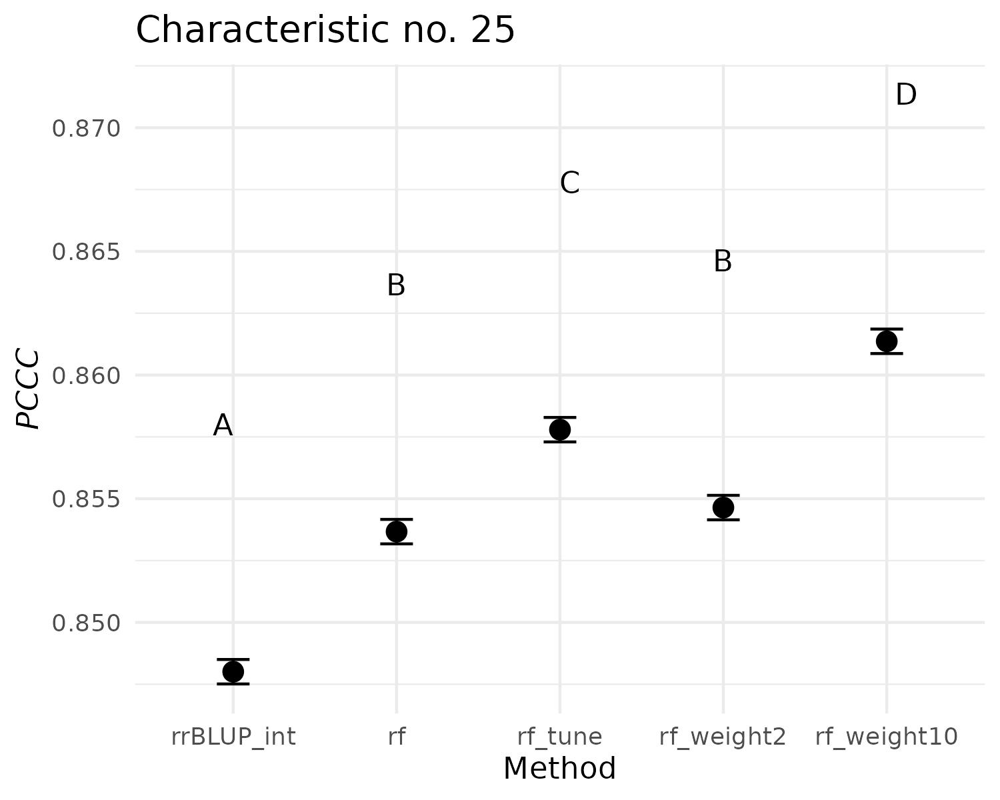 Characteristic no. 25
D
0.870
C
0.865
B
B
PCCC
0.860
A
0.855
0.850
rrBLUP_int rf rf_tune rf_weight2 rf_weight10
Method